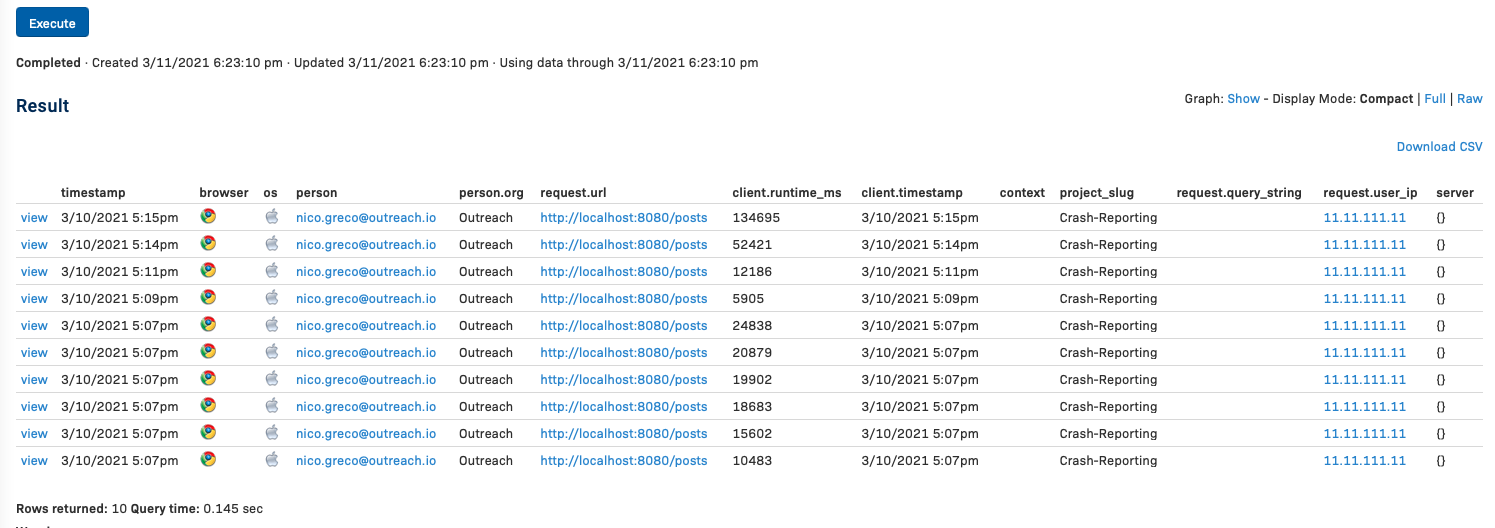 Execute
Completed · Created 3/11/2021 6:23:10 pm · Updated 3/11/2021 6:23:10 pm · Using data through 3/11/2021 6:23:10 pm
Result
Graph: Show - Display Mode: Compact | Full | Raw
Download CSV
timestamp browser os person person.org request.url client.runtime_ms client.timestamp context project_slug request.query_string request.user_ip server
view 3/10/2021 5:15pm nico.greco@outreach.io Outreach http://localhost:8080/posts 134695 3/10/2021 5:15pm Crash-Reporting 11.11.111.11 {}
view 3/10/2021 5:14pm nico.greco@outreach.io Outreach http://localhost:8080/posts 52421 3/10/2021 5:14pm Crash-Reporting 11.11.111.11 {}
view 3/10/2021 5:11pm nico.greco@outreach.io Outreach http://localhost:8080/posts 12186 3/10/2021 5:11pm Crash-Reporting 11.11.111.11 {}
view 3/10/2021 5:09pm nico.greco@outreach.io Outreach http://localhost:8080/posts 5905 3/10/2021 5:09pm Crash-Reporting 11.11.111.11 {}
view 3/10/2021 5:07pm nico.greco@outreach.io Outreach http://localhost:8080/posts 24838 3/10/2021 5:07pm Crash-Reporting 11.11.111.11 {}
view 3/10/2021 5:07pm nico.greco@outreach.io Outreach http://localhost:8080/posts 20879 3/10/2021 5:07pm Crash-Reporting 11.11.111.11 {}
view 3/10/2021 5:07pm nico.greco@outreach.io Outreach http://localhost:8080/posts 19902 3/10/2021 5:07pm Crash-Reporting 11.11.111.11 {}
view 3/10/2021 5:07pm nico.greco@outreach.io Outreach http://localhost:8080/posts 18683 3/10/2021 5:07pm Crash-Reporting 11.11.111.11 {}
view 3/10/2021 5:07pm nico.greco@outreach.io Outreach http://localhost:8080/posts 15602 3/10/2021 5:07pm Crash-Reporting 11.11.111.11 {}
view 3/10/2021 5:07pm nico.greco@outreach.io Outreach http://localhost:8080/posts 10483 3/10/2021 5:07pm Crash-Reporting 11.11.111.11 {}
Rows returned: 10 Query time: 0.145 sec